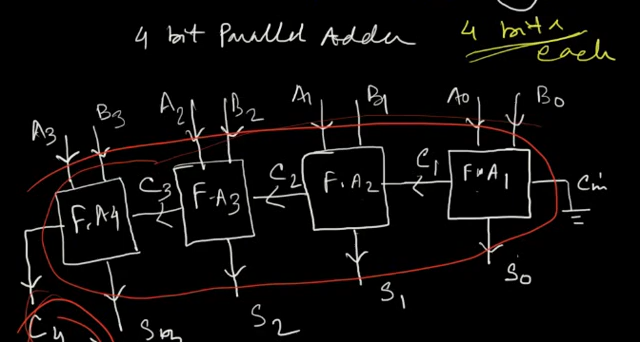 4 bit Parallel Adder
4 bits
each
A3 B3 A2 B2 A1 B1 A0 B0
F.A4 C3 F.A3 C2 F.A2 C1 F.A1 Cin
C4 S2 S1 S0